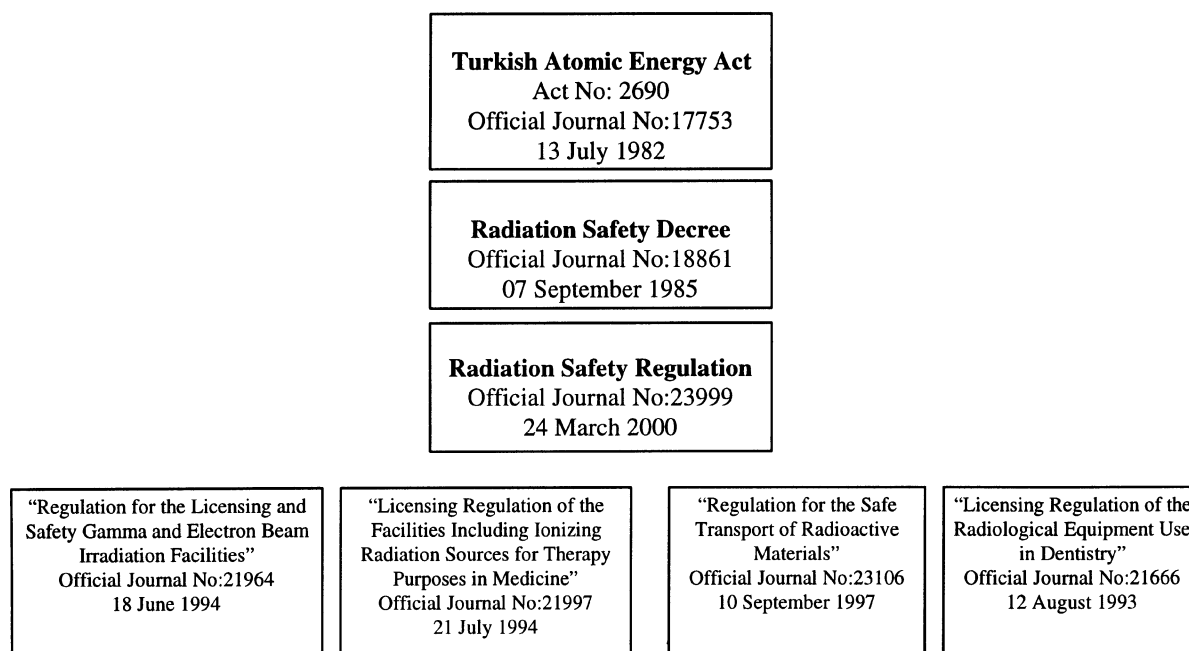 Turkish Atomic Energy Act
Act No: 2690
Official Journal No:17753
13 July 1982
Radiation Safety Decree
Official Journal No:18861
07 September 1985
Radiation Safety Regulation
Official Journal No:23999
24 March 2000
“Regulation for the Licensing and
Safety Gamma and Electron Beam
Irradiation Facilities”
Official Journal No:21964
18 June 1994
“Licensing Regulation of the
Facilities Including Ionizing
Radiation Sources for Therapy
Purposes in Medicine”
Official Journal No:21997
21 July 1994
“Regulation for the Safe
Transport of Radioactive
Materials”
Official Journal No:23106
10 September 1997
“Licensing Regulation of the
Radiological Equipment Use
in Dentistry”
Official Journal No:21666
12 August 1993